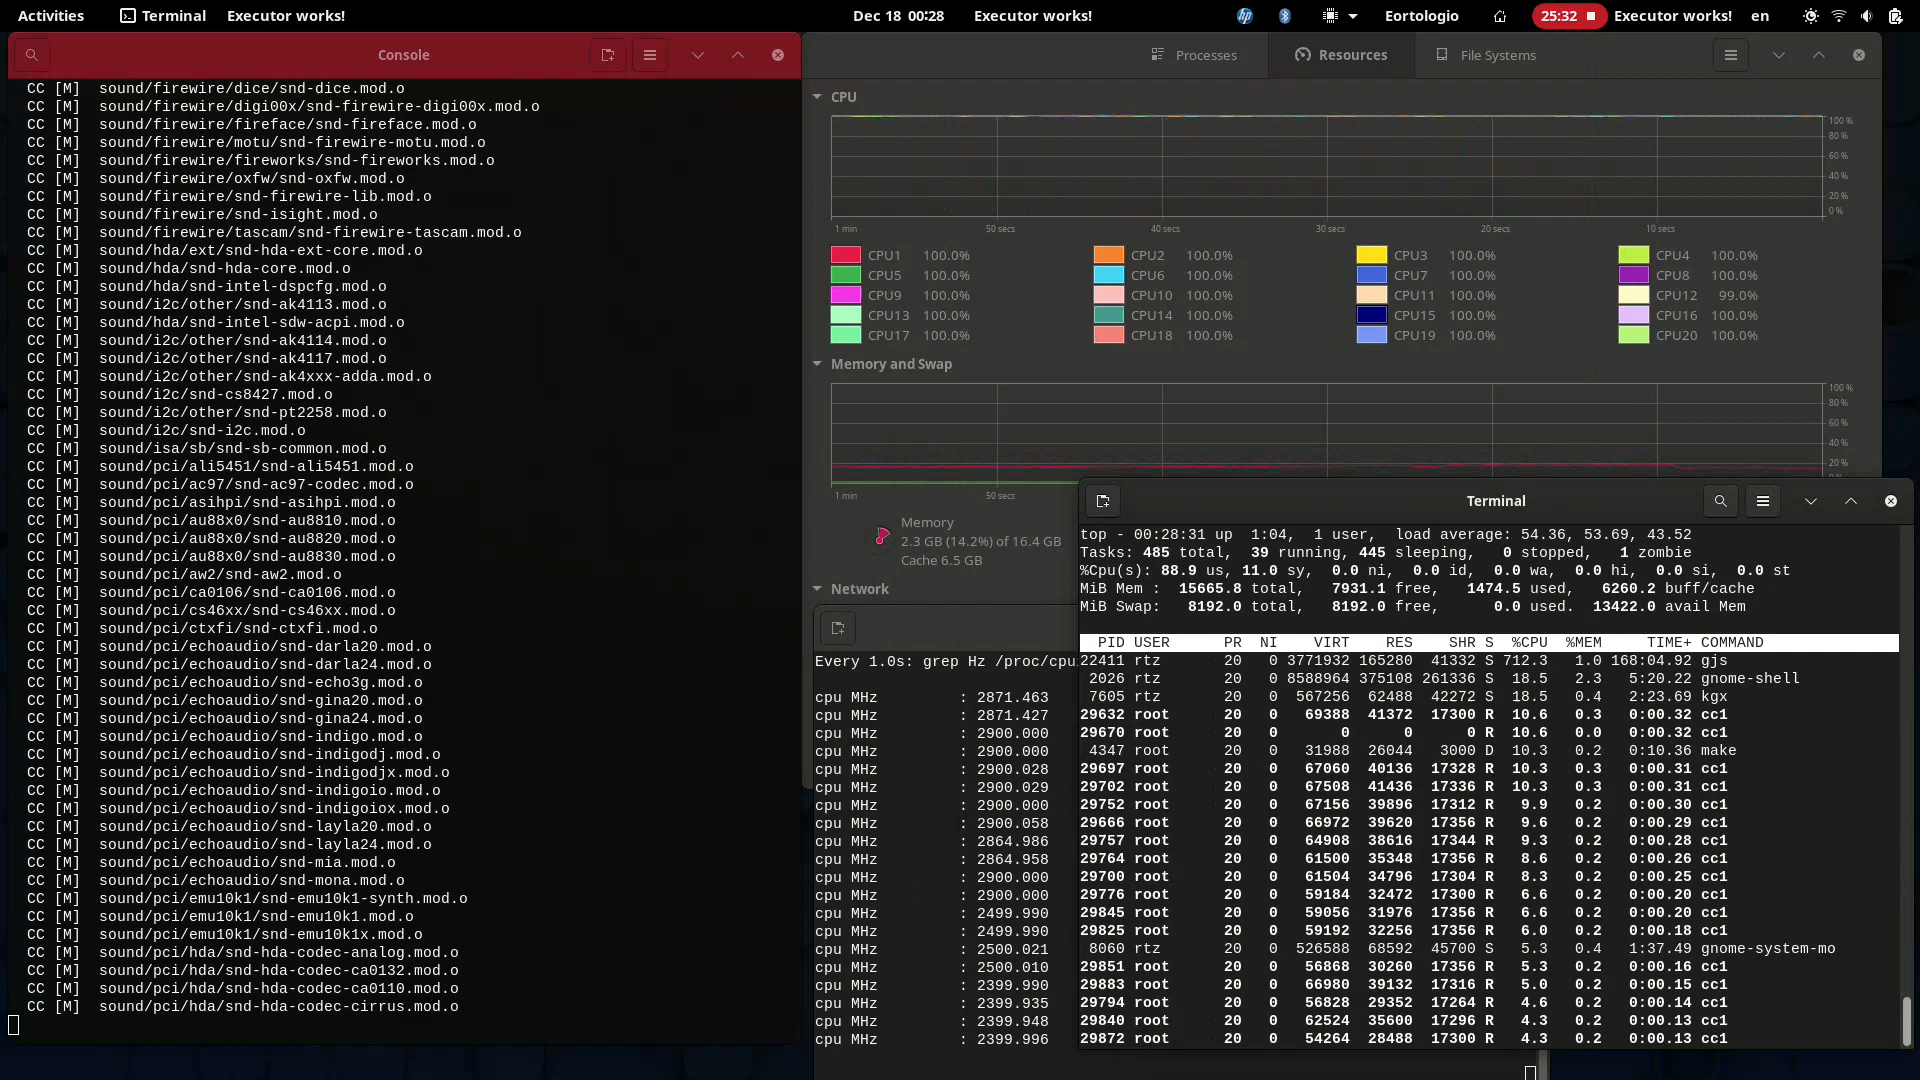 Activities Terminal Executor works! Dec 18 00:28 Executor works! Eortologio 25:32 Executor works! en
Console
CC [M] sound/firewire/dice/snd-dice.mod.o
CC [M] sound/firewire/digi00x/snd-firewire-digi00x.mod.o
CC [M] sound/firewire/fireface/snd-fireface.mod.o
CC [M] sound/firewire/motu/snd-firewire-motu.mod.o
CC [M] sound/firewire/fireworks/snd-fireworks.mod.o
CC [M] sound/firewire/oxfw/snd-oxfw.mod.o
CC [M] sound/firewire/snd-firewire-lib.mod.o
CC [M] sound/firewire/snd-isight.mod.o
CC [M] sound/firewire/tascam/snd-firewire-tascam.mod.o
CC [M] sound/hda/ext/snd-hda-ext-core.mod.o
CC [M] sound/hda/snd-hda-core.mod.o
CC [M] sound/hda/snd-intel-dspcfg.mod.o
CC [M] sound/i2c/other/snd-ak4113.mod.o
CC [M] sound/hda/snd-intel-sdw-acpi.mod.o
CC [M] sound/i2c/other/snd-ak4114.mod.o
CC [M] sound/i2c/other/snd-ak4117.mod.o
CC [M] sound/i2c/other/snd-ak4xxx-adda.mod.o
CC [M] sound/i2c/snd-cs8427.mod.o
CC [M] sound/i2c/other/snd-pt2258.mod.o
CC [M] sound/i2c/snd-i2c.mod.o
CC [M] sound/isa/sb/snd-sb-common.mod.o
CC [M] sound/pci/ali5451/snd-ali5451.mod.o
CC [M] sound/pci/ac97/snd-ac97-codec.mod.o
CC [M] sound/pci/asihpi/snd-asihpi.mod.o
CC [M] sound/pci/au88x0/snd-au8810.mod.o
CC [M] sound/pci/au88x0/snd-au8820.mod.o
CC [M] sound/pci/au88x0/snd-au8830.mod.o
CC [M] sound/pci/aw2/snd-aw2.mod.o
CC [M] sound/pci/ca0106/snd-ca0106.mod.o
CC [M] sound/pci/cs46xx/snd-cs46xx.mod.o
CC [M] sound/pci/ctxfi/snd-ctxfi.mod.o
CC [M] sound/pci/echoaudio/snd-darla20.mod.o
CC [M] sound/pci/echoaudio/snd-darla24.mod.o
CC [M] sound/pci/echoaudio/snd-echo3g.mod.o
CC [M] sound/pci/echoaudio/snd-gina20.mod.o
CC [M] sound/pci/echoaudio/snd-gina24.mod.o
CC [M] sound/pci/echoaudio/snd-indigo.mod.o
CC [M] sound/pci/echoaudio/snd-indigodj.mod.o
CC [M] sound/pci/echoaudio/snd-indigodjx.mod.o
CC [M] sound/pci/echoaudio/snd-indigoio.mod.o
CC [M] sound/pci/echoaudio/snd-indigoiox.mod.o
CC [M] sound/pci/echoaudio/snd-layla20.mod.o
CC [M] sound/pci/echoaudio/snd-layla24.mod.o
CC [M] sound/pci/echoaudio/snd-mia.mod.o
CC [M] sound/pci/echoaudio/snd-mona.mod.o
CC [M] sound/pci/emu10k1/snd-emu10k1-synth.mod.o
CC [M] sound/pci/emu10k1/snd-emu10k1.mod.o
CC [M] sound/pci/emu10k1/snd-emu10k1x.mod.o
CC [M] sound/pci/hda/snd-hda-codec-analog.mod.o
CC [M] sound/pci/hda/snd-hda-codec-ca0132.mod.o
CC [M] sound/pci/hda/snd-hda-codec-ca0110.mod.o
CC [M] sound/pci/hda/snd-hda-codec-cirrus.mod.o
Processes Resources File Systems
CPU
100 %
80 %
60 %
40 %
20 %
0 %
1 min 50 secs 40 secs 30 secs 20 secs 10 secs
CPU1 100.0% CPU2 100.0% CPU3 100.0% CPU4 100.0%
CPU5 100.0% CPU6 100.0% CPU7 100.0% CPU8 100.0%
CPU9 100.0% CPU10 100.0% CPU11 100.0% CPU12 99.0%
CPU13 100.0% CPU14 100.0% CPU15 100.0% CPU16 100.0%
CPU17 100.0% CPU18 100.0% CPU19 100.0% CPU20 100.0%
Memory and Swap
100 %
80 %
60 %
40 %
20 %
1 min 50 secs
Memory
2.3 GB (14.2%) of 16.4 GB
Cache 6.5 GB
Network
Every 1.0s: grep Hz /proc/cpu
cpu MHz : 2871.463
cpu MHz : 2871.427
cpu MHz : 2900.000
cpu MHz : 2900.000
cpu MHz : 2900.028
cpu MHz : 2900.029
cpu MHz : 2900.000
cpu MHz : 2900.058
cpu MHz : 2864.986
cpu MHz : 2864.958
cpu MHz : 2900.000
cpu MHz : 2900.000
cpu MHz : 2499.990
cpu MHz : 2499.990
cpu MHz : 2500.021
cpu MHz : 2500.010
cpu MHz : 2399.990
cpu MHz : 2399.935
cpu MHz : 2399.948
cpu MHz : 2399.996
Terminal
top - 00:28:31 up 1:04, 1 user, load average: 54.36, 53.69, 43.52
Tasks: 485 total, 39 running, 445 sleeping, 0 stopped, 1 zombie
%Cpu(s): 88.9 us, 11.0 sy, 0.0 ni, 0.0 id, 0.0 wa, 0.0 hi, 0.0 si, 0.0 st
MiB Mem : 15665.8 total, 7931.1 free, 1474.5 used, 6260.2 buff/cache
MiB Swap: 8192.0 total, 8192.0 free, 0.0 used. 13422.0 avail Mem
PID USER PR NI VIRT RES SHR S %CPU %MEM TIME+ COMMAND
22411 rtz 20 0 3771932 165280 41332 S 712.3 1.0 168:04.92 gjs
2026 rtz 20 0 8588964 375108 261336 S 18.5 2.3 5:20.22 gnome-shell
7605 rtz 20 0 567256 62488 42272 S 18.5 0.4 2:23.69 kgx
29632 root 20 0 69388 41372 17300 R 10.6 0.3 0:00.32 cc1
29670 root 20 0 0 0 0 R 10.6 0.0 0:00.32 cc1
4347 root 20 0 31988 26044 3000 D 10.3 0.2 0:10.36 make
29697 root 20 0 67060 40136 17328 R 10.3 0.3 0:00.31 cc1
29702 root 20 0 67508 41436 17336 R 10.3 0.3 0:00.31 cc1
29752 root 20 0 67156 39896 17312 R 9.9 0.2 0:00.30 cc1
29666 root 20 0 66972 39620 17356 R 9.6 0.2 0:00.29 cc1
29757 root 20 0 64908 38616 17344 R 9.3 0.2 0:00.28 cc1
29764 root 20 0 61500 35348 17356 R 8.6 0.2 0:00.26 cc1
29700 root 20 0 61504 34796 17304 R 8.3 0.2 0:00.25 cc1
29776 root 20 0 59184 32472 17300 R 6.6 0.2 0:00.20 cc1
29845 root 20 0 59056 31976 17356 R 6.6 0.2 0:00.20 cc1
29825 root 20 0 59192 32256 17356 R 6.0 0.2 0:00.18 cc1
8060 rtz 20 0 526588 68592 45700 S 5.3 0.4 1:37.49 gnome-system-mo
29851 root 20 0 56868 30260 17356 R 5.3 0.2 0:00.16 cc1
29883 root 20 0 66980 39132 17316 R 5.0 0.2 0:00.15 cc1
29794 root 20 0 56828 29352 17264 R 4.6 0.2 0:00.14 cc1
29840 root 20 0 62524 35600 17296 R 4.3 0.2 0:00.13 cc1
29872 root 20 0 54264 28488 17300 R 4.3 0.2 0:00.13 cc1